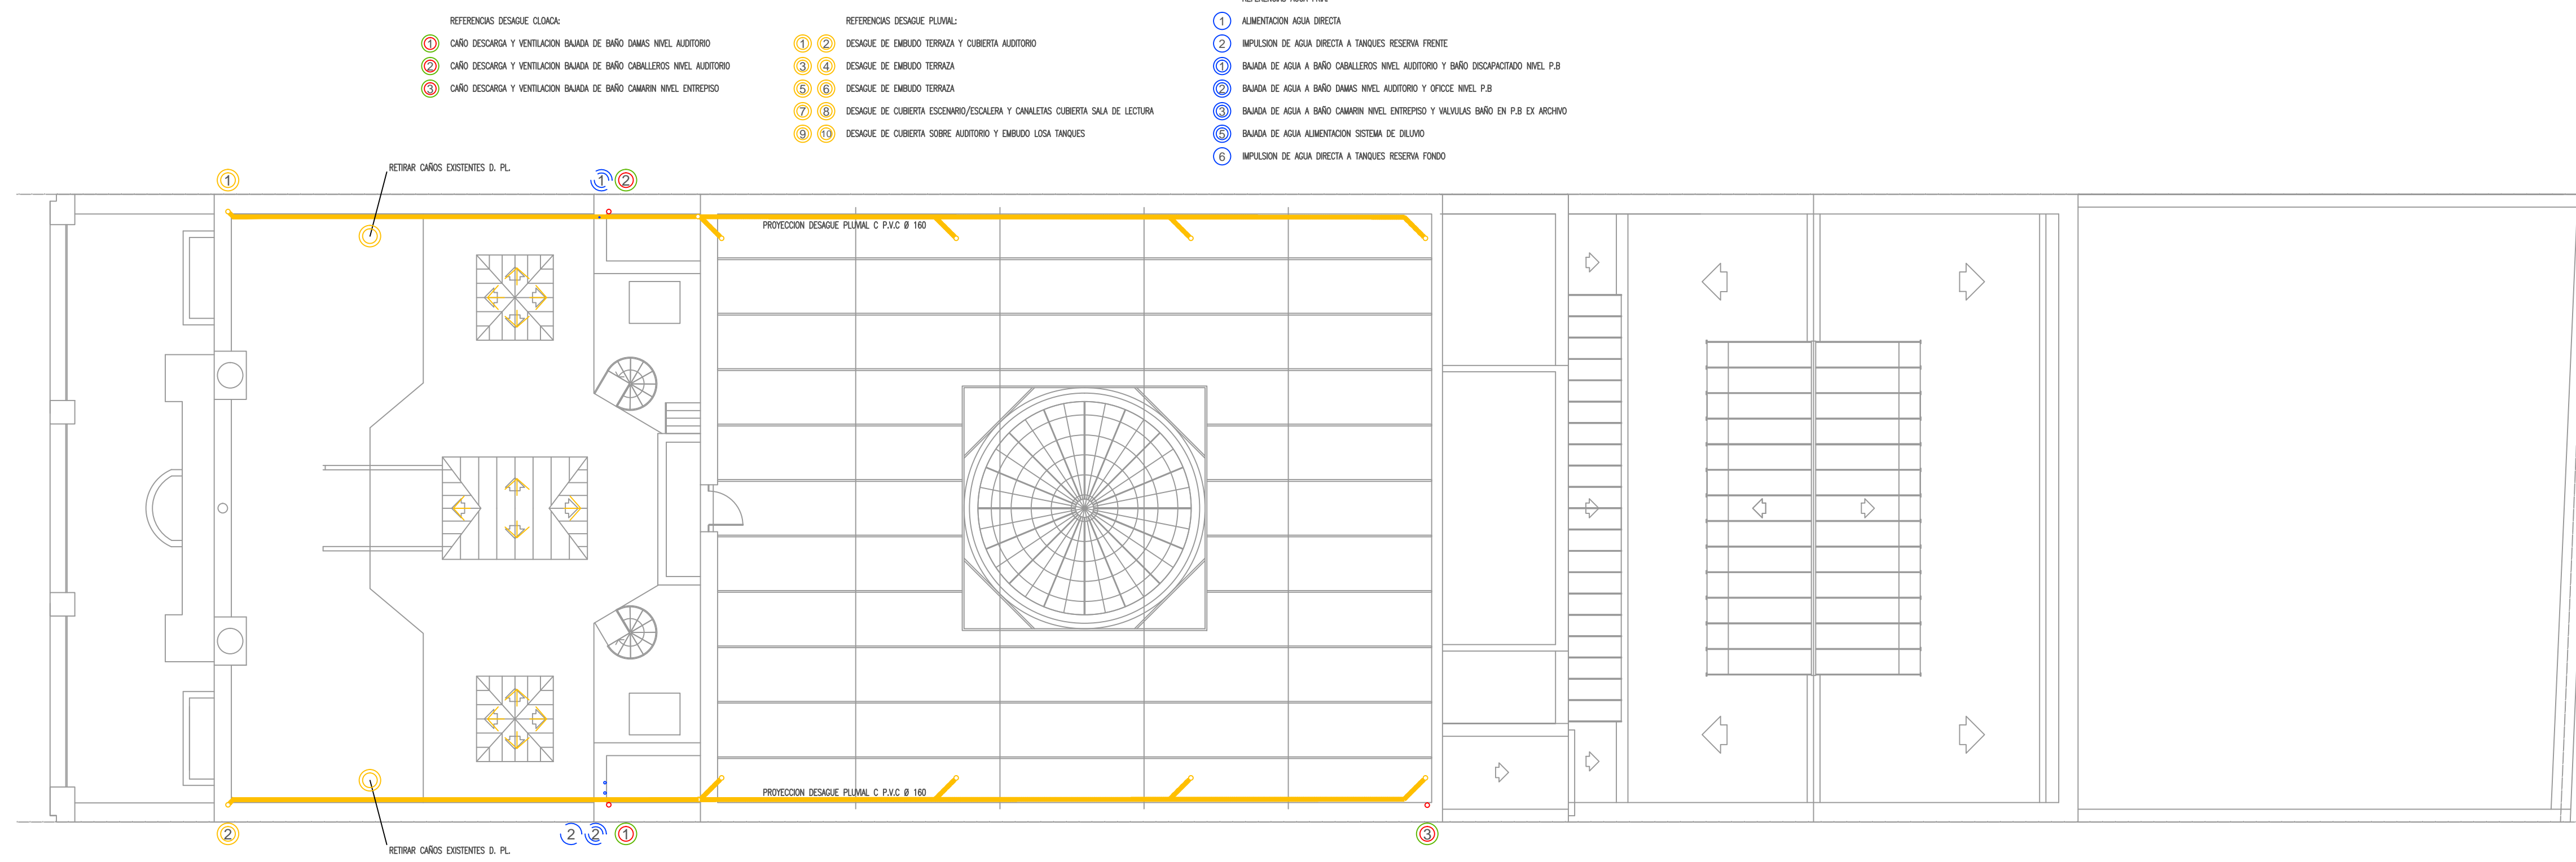 REFERENCIAS DESAGUE CLOACA:
1 CAÑO DESCARGA Y VENTILACION BAJADA DE BAÑO DAMAS NIVEL AUDITORIO
2 CAÑO DESCARGA Y VENTILACION BAJADA DE BAÑO CABALLEROS NIVEL AUDITORIO
3 CAÑO DESCARGA Y VENTILACION BAJADA DE BAÑO CAMARIN NIVEL ENTREPISO
REFERENCIAS DESAGUE PLUVIAL:
1 2 DESAGUE DE EMBUDO TERRAZA Y CUBIERTA AUDITORIO
3 4 DESAGUE DE EMBUDO TERRAZA
5 6 DESAGUE DE EMBUDO TERRAZA
7 8 DESAGUE DE CUBIERTA ESCENARIO/ESCALERA Y CANALETAS CUBIERTA SALA DE LECTURA
9 10 DESAGUE DE CUBIERTA SOBRE AUDITORIO Y EMBUDO LOSA TANQUES
1 ALIMENTACION AGUA DIRECTA
2 IMPULSION DE AGUA DIRECTA A TANQUES RESERVA FRENTE
1 BAJADA DE AGUA A BAÑO CABALLEROS NIVEL AUDITORIO Y BAÑO DISCAPACITADO NIVEL P.B
2 BAJADA DE AGUA A BAÑO DAMAS NIVEL AUDITORIO Y OFICCE NIVEL P.B
3 BAJADA DE AGUA A BAÑO CAMARIN NIVEL ENTREPISO Y VALVULAS BAÑO EN P.B EX ARCHIVO
5 BAJADA DE AGUA ALIMENTACION SISTEMA DE DILUVIO
6 IMPULSION DE AGUA DIRECTA A TANQUES RESERVA FONDO
RETIRAR CAÑOS EXISTENTES D. PL.
1
1 2
PROYECCION DESAGUE PLUVIAL C P.V.C Ø 160
PROYECCION DESAGUE PLUVIAL C P.V.C Ø 160
2
2 2 1
3
RETIRAR CAÑOS EXISTENTES D. PL.